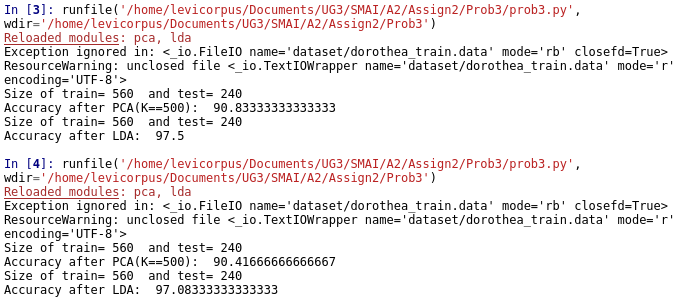 In [3]: runfile('/home/levicorpus/Documents/UG3/SMAI/A2/Assign2/Prob3/prob3.py',
wdir='/home/levicorpus/Documents/UG3/SMAI/A2/Assign2/Prob3')
Reloaded modules: pca, lda
Exception ignored in: <_io.FileIO name='dataset/dorothea_train.data' mode='rb' closefd=True>
ResourceWarning: unclosed file <_io.TextIOWrapper name='dataset/dorothea_train.data' mode='r'
encoding='UTF-8'>
Size of train= 560  and test= 240
Accuracy after PCA(K==500):  90.83333333333333
Size of train= 560  and test= 240
Accuracy after LDA:  97.5
In [4]: runfile('/home/levicorpus/Documents/UG3/SMAI/A2/Assign2/Prob3/prob3.py',
wdir='/home/levicorpus/Documents/UG3/SMAI/A2/Assign2/Prob3')
Reloaded modules: pca, lda
Exception ignored in: <_io.FileIO name='dataset/dorothea_train.data' mode='rb' closefd=True>
ResourceWarning: unclosed file <_io.TextIOWrapper name='dataset/dorothea_train.data' mode='r'
encoding='UTF-8'>
Size of train= 560  and test= 240
Accuracy after PCA(K==500):  90.41666666666667
Size of train= 560  and test= 240
Accuracy after LDA:  97.08333333333333